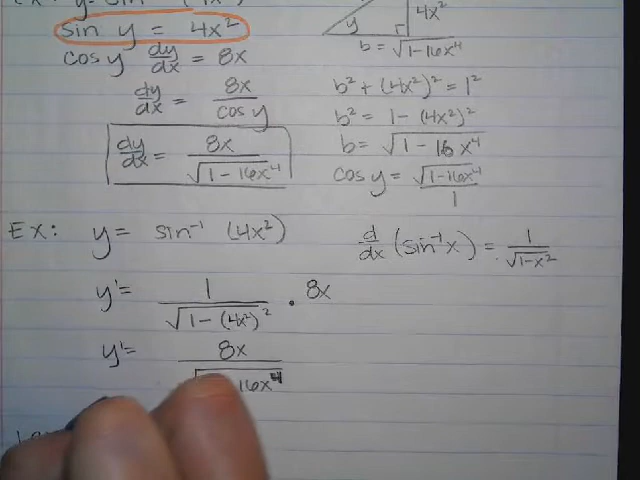 sin y = 4x²
cos y dy/dx = 8x
dy/dx = 8x/cos y
dy/dx = 8x/√(1-16x⁴)
4x²
y
b = √(1-16x⁴)
b² + (4x²)² = 1²
b² = 1 - (4x²)²
b = √(1 - 16x⁴)
cos y = √(1-16x⁴)/1
EX: y = sin⁻¹ (4x²)
d/dx (sin⁻¹x) = 1/√(1-x²)
y' = 1/√(1-(4x²)²) · 8x
y' = 8x/√ 16x⁴